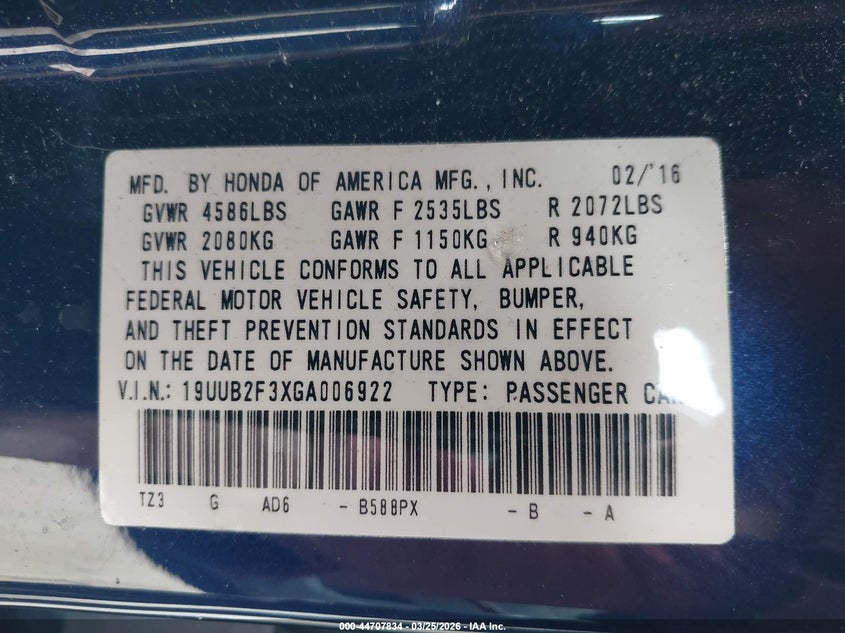 MFD. BY HONDA OF AMERICA MFG., INC. 02/'16
GVWR 4586LBS GAWR F 2535LBS R 2072LBS
GVWR 2080KG GAWR F 1150KG R 940KG
THIS VEHICLE CONFORMS TO ALL APPLICABLE
FEDERAL MOTOR VEHICLE SAFETY, BUMPER,
AND THEFT PREVENTION STANDARDS IN EFFECT
ON THE DATE OF MANUFACTURE SHOWN ABOVE.
V.I.N.: 19UUB2F3XGA006922 TYPE: PASSENGER
TZ3 G AD6 - B588PX - B - A
000-44707834 - 03/25/2026 - IAA Inc.